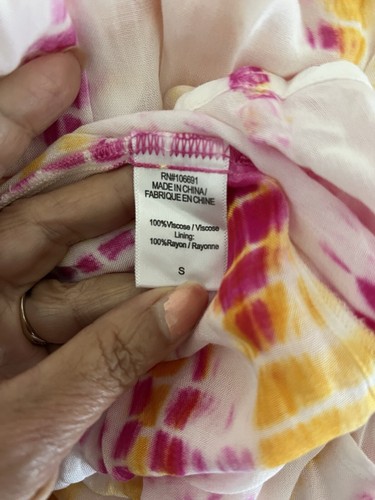 RN#106691
MADE IN CHINA/
FABRIQUE EN CHINE
100%Viscose / Viscose
Lining:
100%Rayon / Rayonne
S